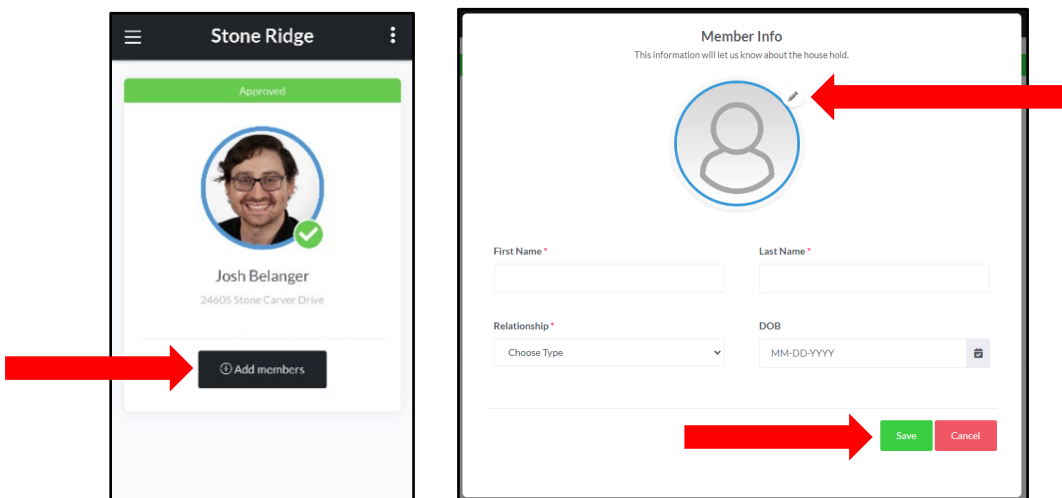 Stone Ridge
Approved
Josh Belanger
24605 Stone Carver Drive
Add members
Member Info
This information will let us know about the house hold.
First Name *
Last Name *
Relationship *
DOB
Choose Type
MM-DD-YYYY
Save
Cancel